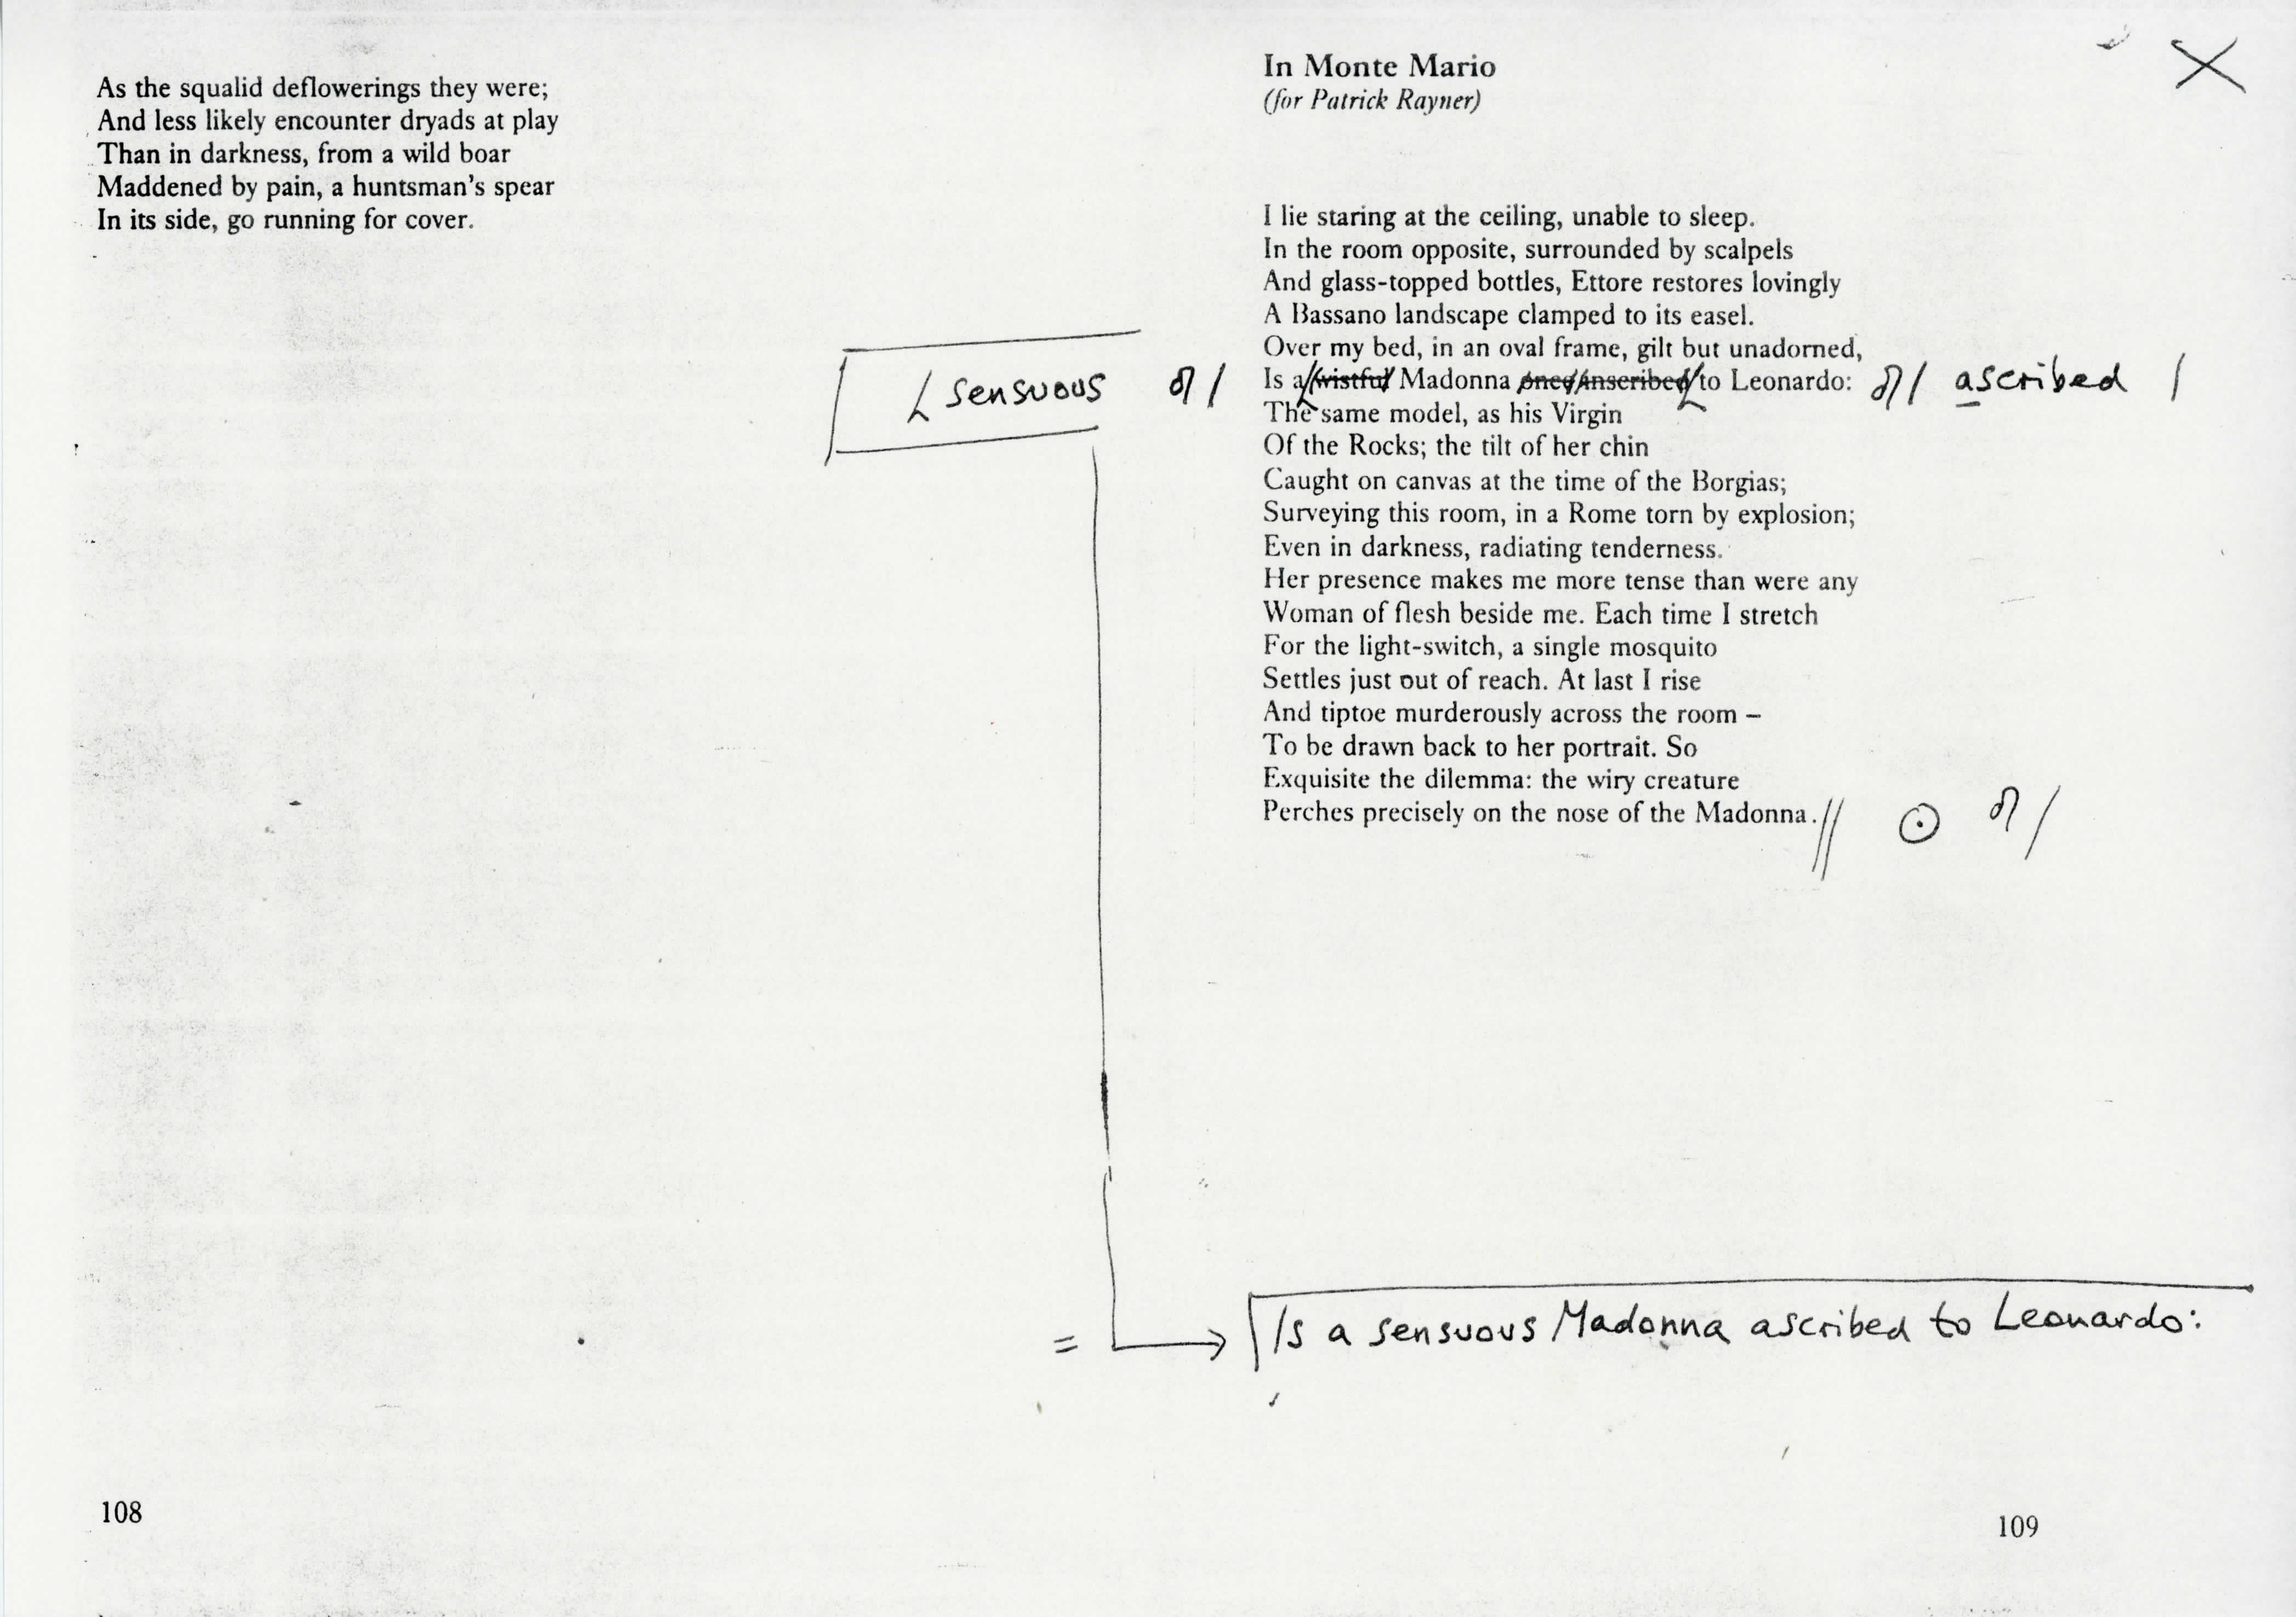 As the squalid deflowerings they were;
And less likely encounter dryads at play
Than in darkness, from a wild boar
Maddened by pain, a huntsman's spear
In its side, go running for cover.
108
In Monte Mario
(for Patrick Rayner)
I lie staring at the ceiling, unable to sleep.
In the room opposite, surrounded by scalpels
And glass-topped bottles, Ettore restores lovingly
A Bassano landscape clamped to its easel.
Over my bed, in an oval frame, gilt but unadorned,
sensuous
Is a wistful Madonna once inscribed to Leonardo: ascribed
The same model, as his Virgin
Of the Rocks; the tilt of her chin
Caught on canvas at the time of the Borgias;
Surveying this room, in a Rome torn by explosion;
Even in darkness, radiating tenderness.
Her presence makes me more tense than were any
Woman of flesh beside me. Each time I stretch
For the light-switch, a single mosquito
Settles just out of reach. At last I rise
And tiptoe murderously across the room –
To be drawn back to her portrait. So
Exquisite the dilemma: the wiry creature
Perches precisely on the nose of the Madonna.
= Is a sensuous Madonna ascribed to Leonardo:
109